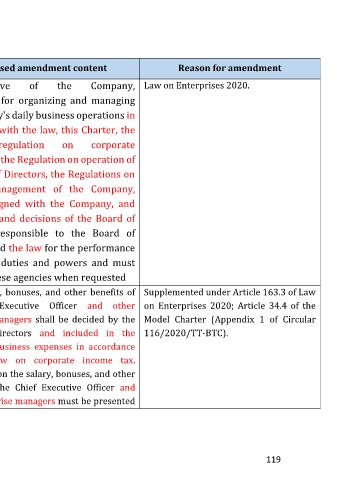 sed amendment content Reason for amendment
ve of the Company, Law on Enterprises 2020.
for organizing and managing
y's daily business operations in
with the law, this Charter, the
regulation on corporate
the Regulation on operation of
f Directors, the Regulations on
nagement of the Company,
gned with the Company, and
and decisions of the Board of
responsible to the Board of
d the law for the performance
duties and powers and must
ese agencies when requested
, bonuses, and other benefits of Supplemented under Article 163.3 of Law
Executive Officer and other on Enterprises 2020; Article 34.4 of the
anagers shall be decided by the Model Charter (Appendix 1 of Circular
irectors and included in the 116/2020/TT-BTC).
usiness expenses in accordance
w on corporate income tax.
on the salary, bonuses, and other
he Chief Executive Officer and
rise managers must be presented
119